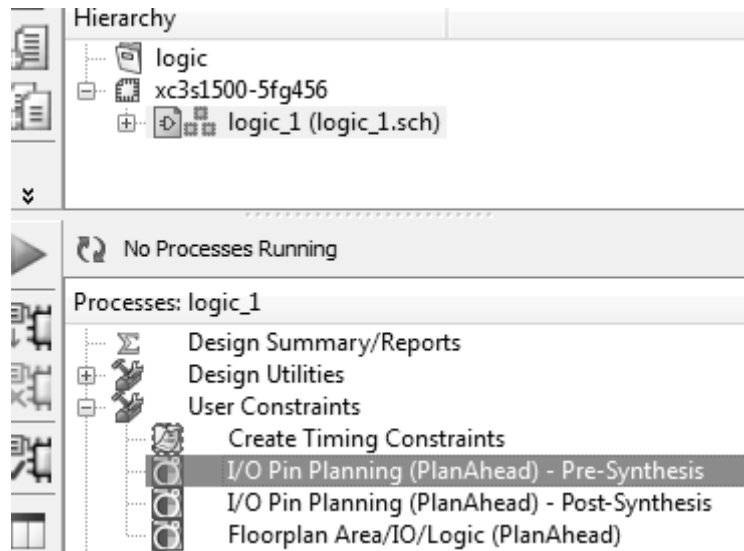 Hierarchy
logic
xc3s1500-5fg456
logic_1 (logic_1.sch)
No Processes Running
Processes: logic_1
Design Summary/Reports
Design Utilities
User Constraints
Create Timing Constraints
I/O Pin Planning (PlanAhead) - Pre-Synthesis
I/O Pin Planning (PlanAhead) - Post-Synthesis
Floorplan Area/IO/Logic (PlanAhead)